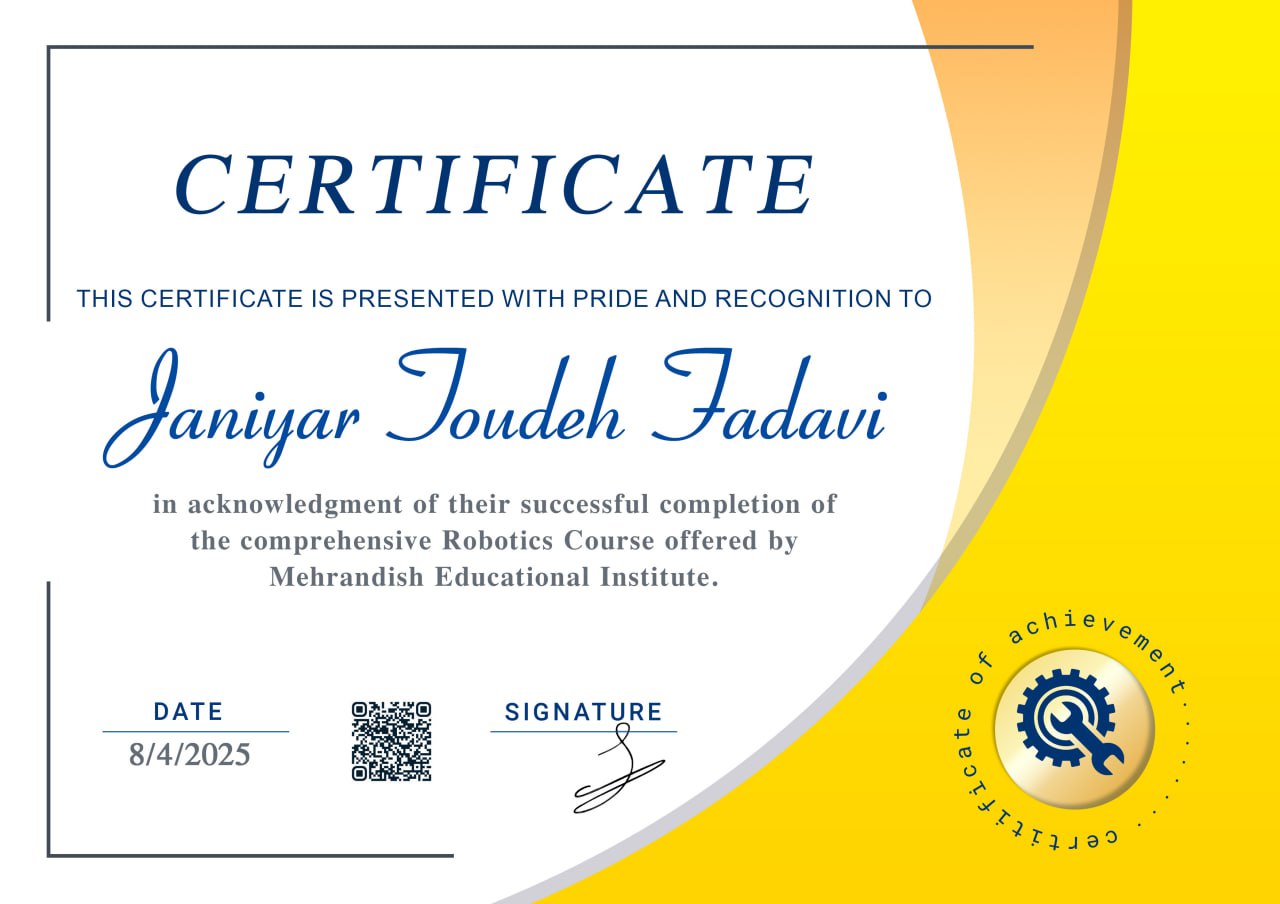 CERTIFICATE
THIS CERTIFICATE IS PRESENTED WITH PRIDE AND RECOGNITION TO
Janiyar Toudeh Fadavi
in acknowledgment of their successful completion of
the comprehensive Robotics Course offered by
Mehrandish Educational Institute.
DATE
8/4/2025
SIGNATURE
certificate of achievement..........